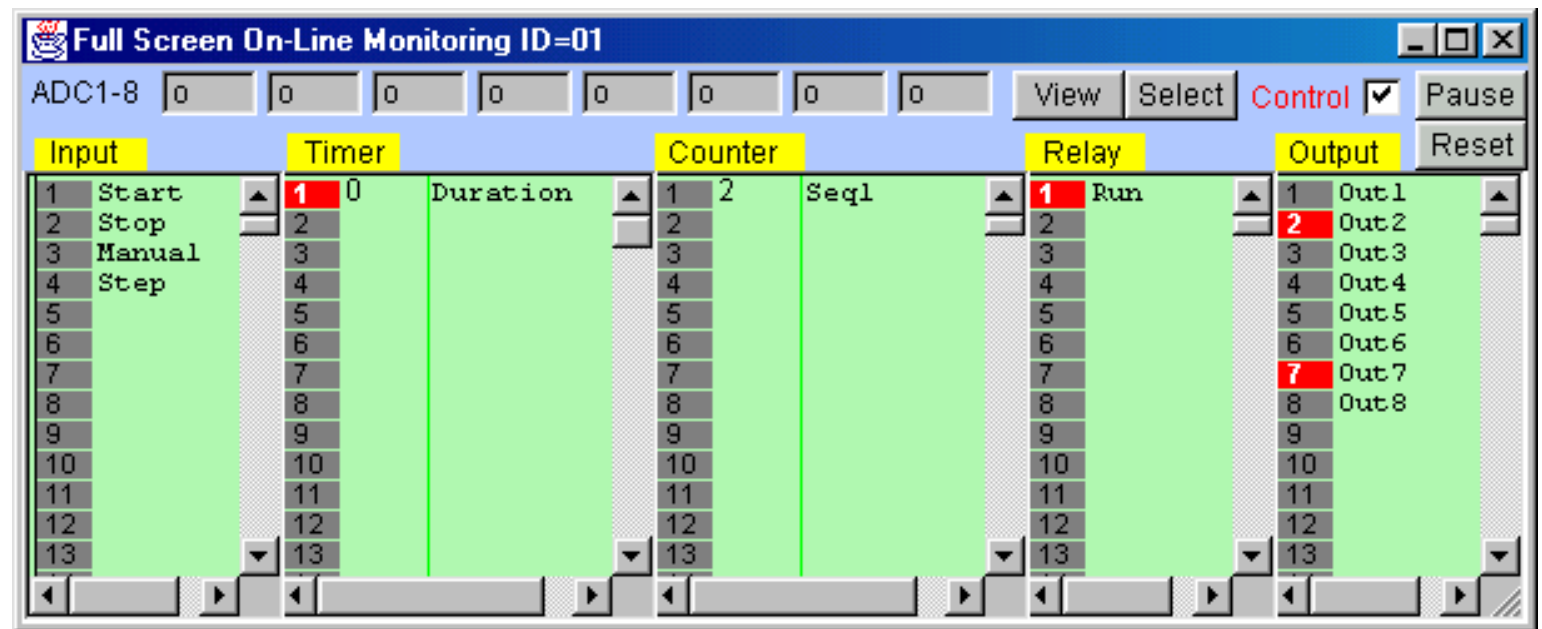 Full Screen On-Line Monitoring ID=01
ADC1-8 0 0 0 0 0 0 0 0 View Select Control Pause
Input Timer Counter Relay Output Reset
1 Start 1 0 Duration 1 2 Seq1 1 Run 1 Out1
2 Stop 2 2 2 2 Out2
3 Manual 3 3 3 3 Out3
4 Step 4 4 4 4 Out4
5 5 5 5 5 Out5
6 6 6 6 6 Out6
7 7 7 7 7 Out7
8 8 8 8 8 Out8
9 9 9 9 9
10 10 10 10 10
11 11 11 11 11
12 12 12 12 12
13 13 13 13 13